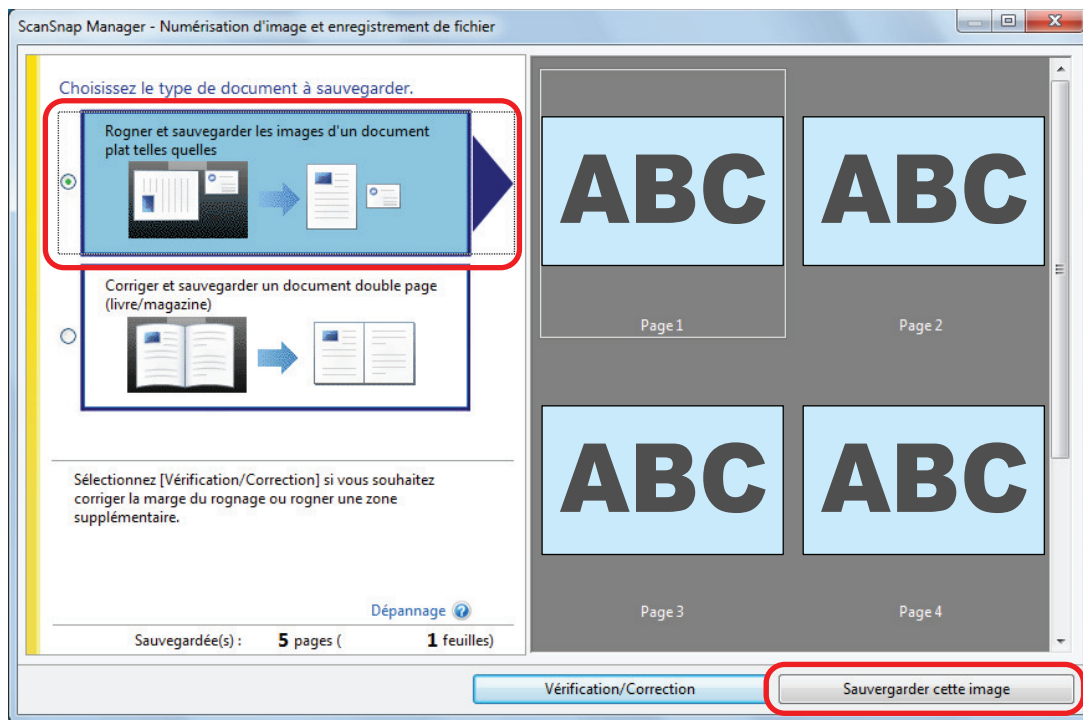 ScanSnap Manager - Numérisation d'image et enregistrement de fichier
Choisissez le type de document à sauvegarder.
Rogner et sauvegarder les images d'un document
plat telles quelles
Corriger et sauvegarder un document double page
(livre/magazine)
Sélectionnez [Vérification/Correction] si vous souhaitez
corriger la marge du rognage ou rogner une zone
supplémentaire.
Dépannage
Sauvegardée(s) : 5 pages ( 1 feuilles)
ABC
ABC
Page 1
Page 2
ABC
ABC
Page 3
Page 4
Vérification/Correction
Sauvergarder cette image